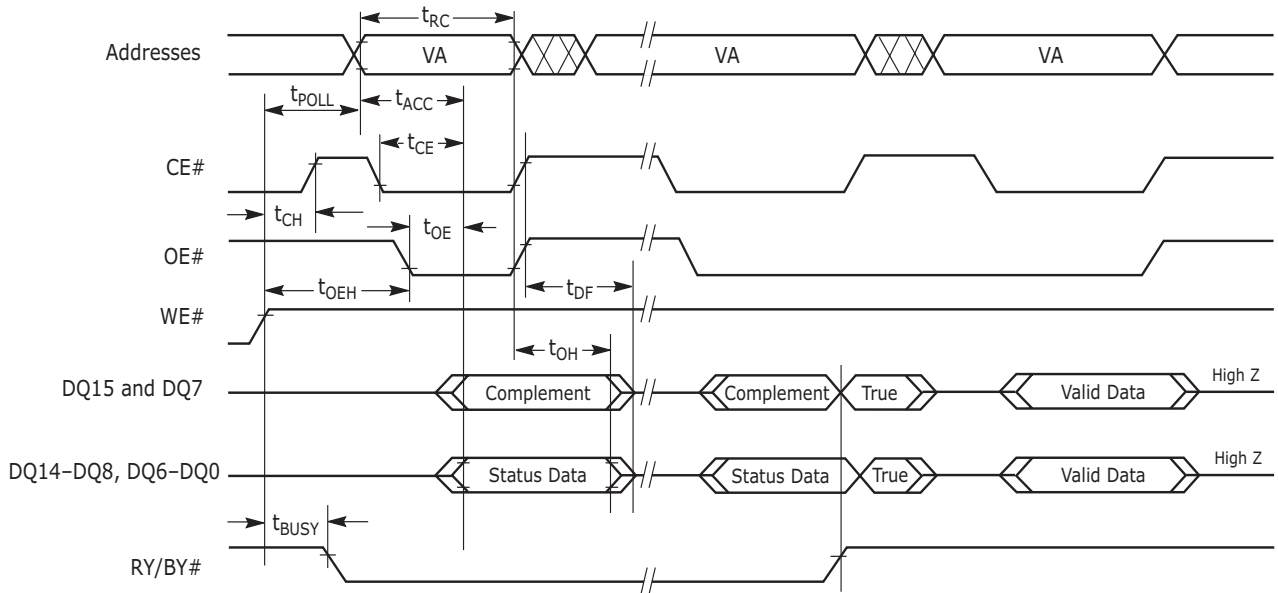 tRC
Addresses
VA
VA
VA
tPOLL
tACC
tCE
CE#
tCH
tOE
OE#
tOEH
tDF
WE#
tOH
DQ15 and DQ7
Complement
Complement
True
Valid Data
High Z
DQ14–DQ8, DQ6–DQ0
Status Data
Status Data
True
Valid Data
High Z
tBUSY
RY/BY#